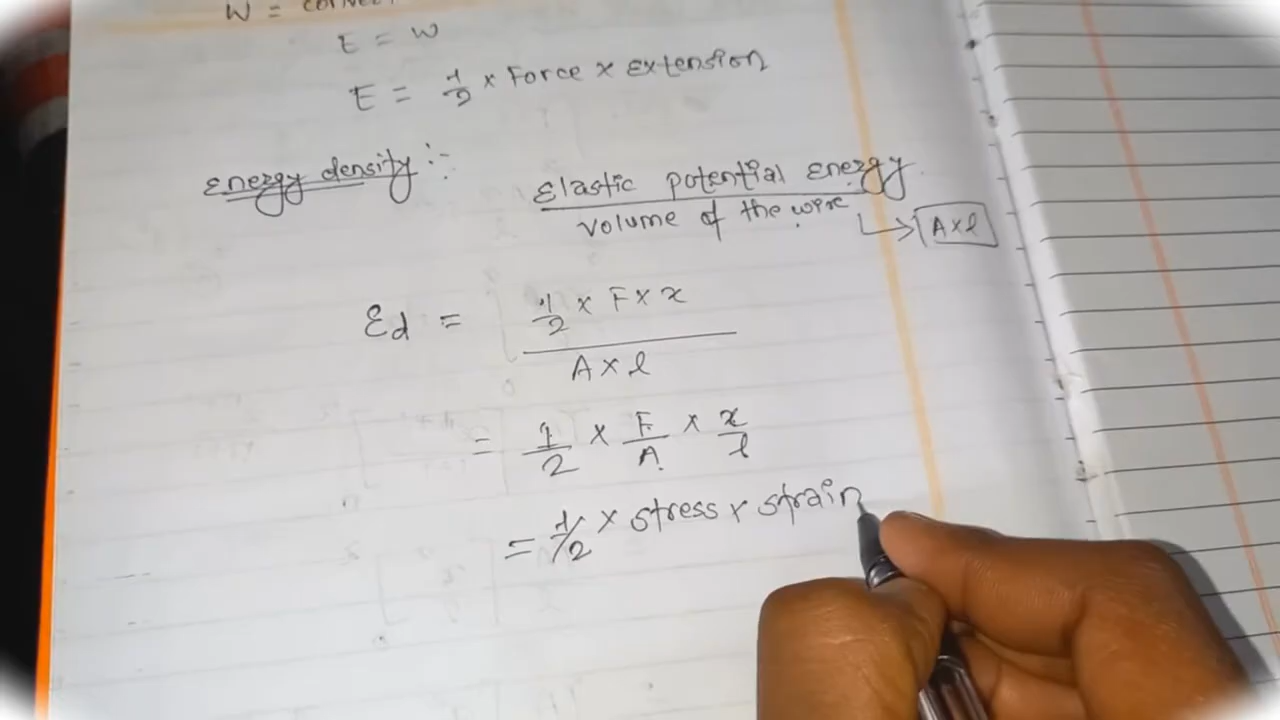 W =
E = W
E = 1/2 × Force × Extension
Energy density :-
Elastic potential energy
volume of the wire → A×l
Ed = 1/2 × F × x
A × l
= 1/2 × F/A × x/l
= 1/2 × stress × strain